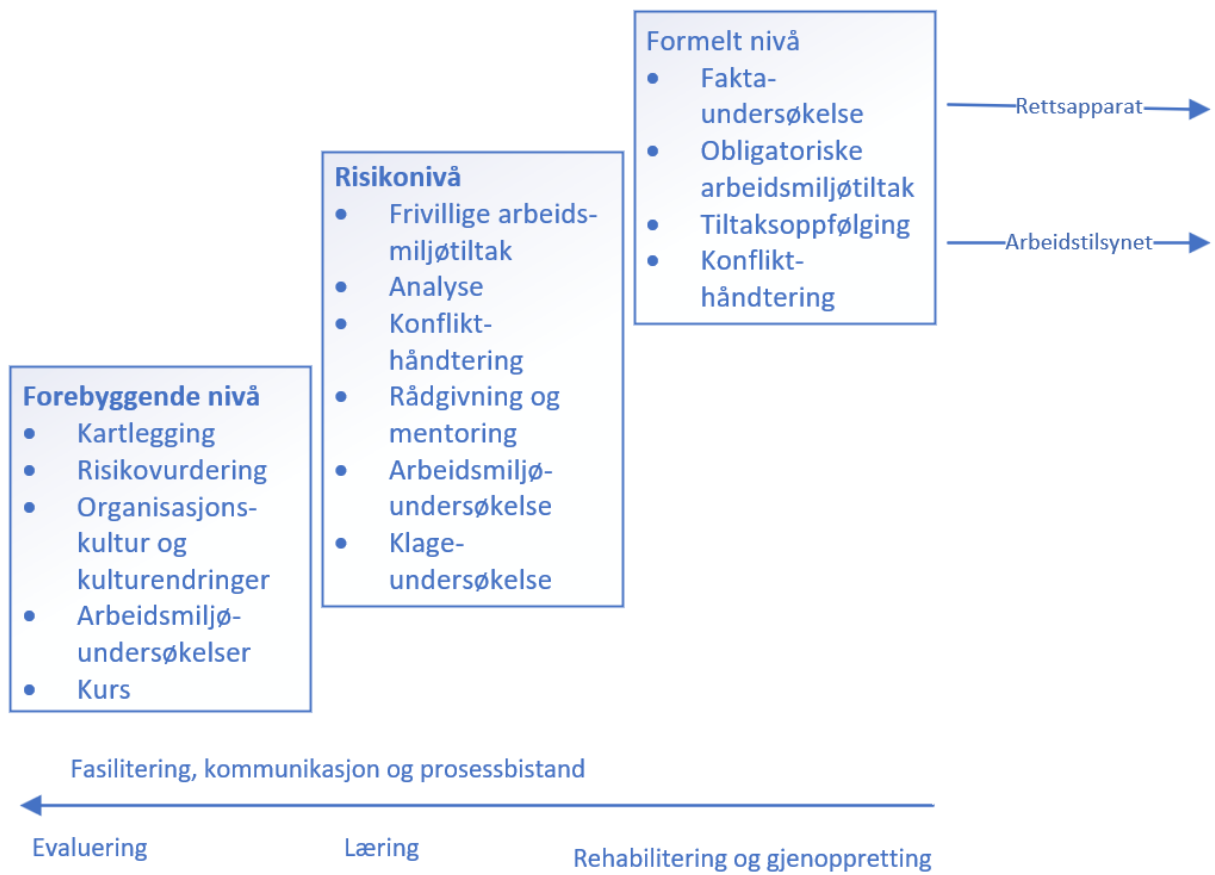 Formelt nivå
• Fakta-
undersøkelse
• Obligatoriske
arbeidsmiljøtiltak
• Tiltaksoppfølging
• Konflikt-
håndtering
Rettsapparat
Arbeidstilsynet
Risikonivå
• Frivillige arbeids-
miljøtiltak
• Analyse
• Konflikt-
håndtering
• Rådgivning og
mentoring
• Arbeidsmiljø-
undersøkelse
• Klage-
undersøkelse
Forebyggende nivå
• Kartlegging
• Risikovurdering
• Organisasjons-
kultur og
kulturendringer
• Arbeidsmiljø-
undersøkelser
• Kurs
Fasilitering, kommunikasjon og prosessbistand
Evaluering
Læring
Rehabilitering og gjenoppretting